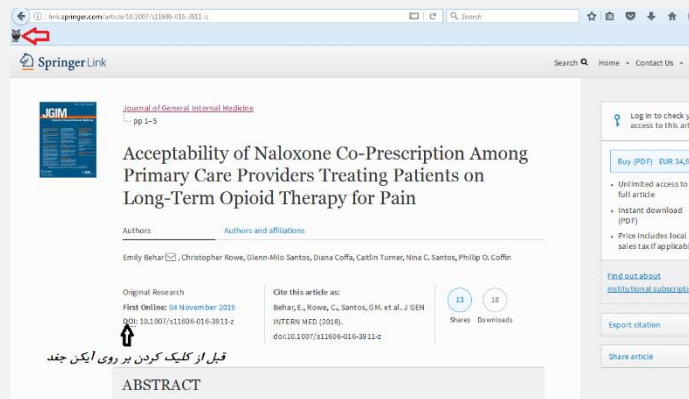 link.springer.com/article/10.1007/s11606-016-3911-z
Search
Springer Link
Search
Home • Contact Us •
JGIM
Journal of General Internal Medicine
pp 1–5
Acceptability of Naloxone Co-Prescription Among
Primary Care Providers Treating Patients on
Long-Term Opioid Therapy for Pain
Authors
Authors and affiliations
Emily Behar, Christopher Rowe, Glenn-Milo Santos, Diana Coffa, Caitlin Turner, Nina C. Santos, Phillip O. Coffin
Original Research
First Online: 04 November 2016
DOI: 10.1007/s11606-016-3911-z
Cite this article as:
Behar, E., Rowe, C., Santos, GM. et al. J GEN
INTERN MED (2016).
doi:10.1007/s11606-016-3911-z
13
Shares
18
Downloads
قبل از کلیک کردن بر روی آیکن جغد
ABSTRACT
Log in to check y
access to this art
Buy (PDF) EUR 34,9
• Unlimited access to
full article
• Instant download
(PDF)
• Price includes local
sales tax if applicabl
Find out about
institutional subscripti
Export citation
Share article